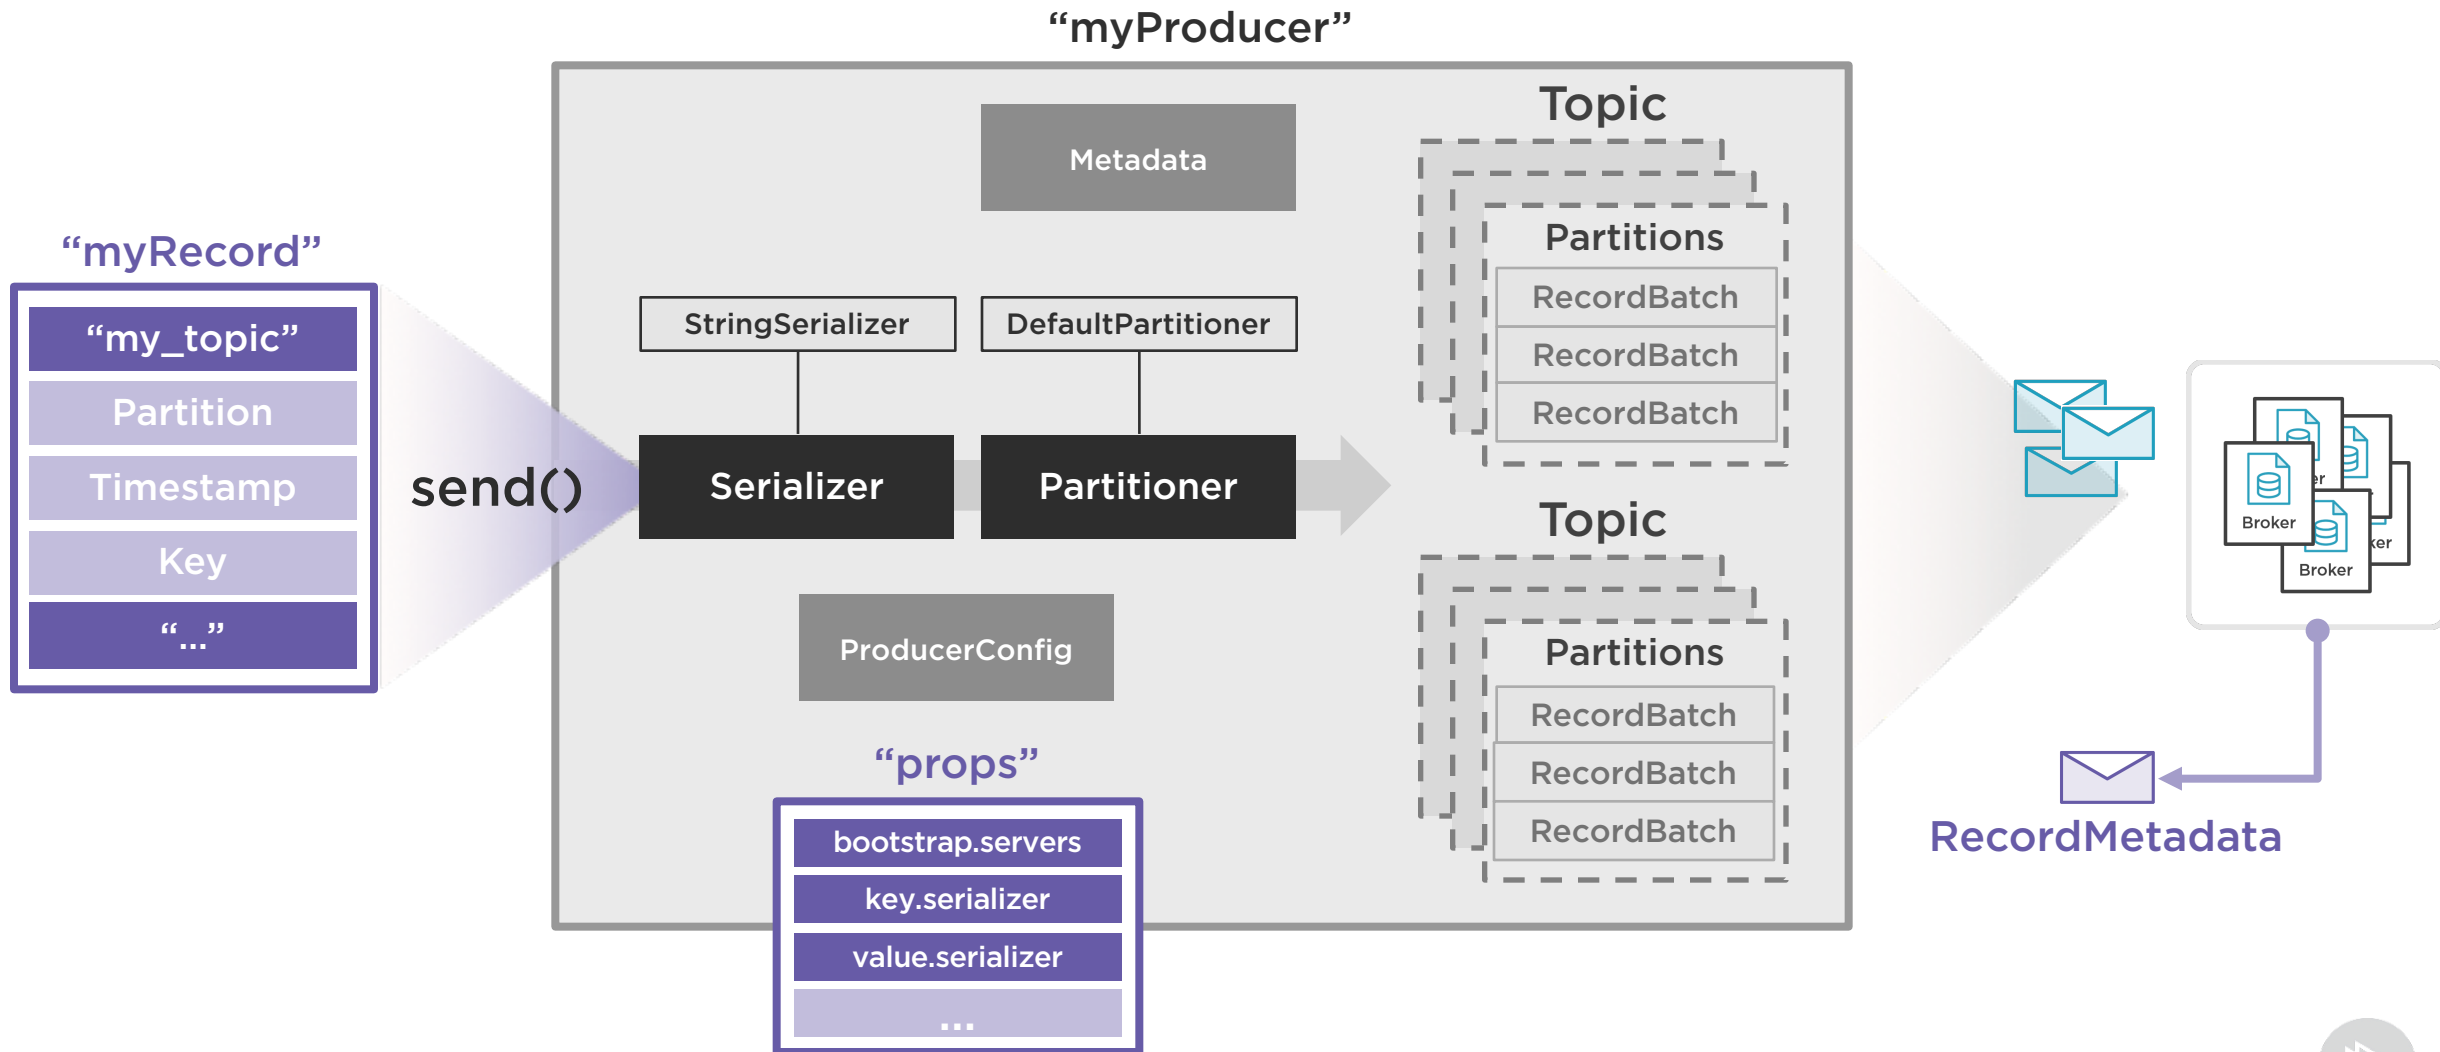 “myProducer”
“myRecord”
“my_topic”
Partition
Timestamp
Key
“...”
send()
Metadata
StringSerializer
DefaultPartitioner
Serializer
Partitioner
ProducerConfig
“props”
bootstrap.servers
key.serializer
value.serializer
...
Topic
Partitions
RecordBatch
RecordBatch
RecordBatch
Topic
Partitions
RecordBatch
RecordBatch
RecordBatch
Broker
Broker
RecordMetadata